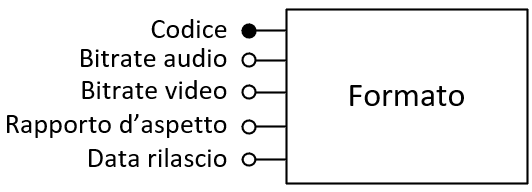 Codice
Bitrate audio
Bitrate video
Rapporto d’aspetto
Data rilascio
Formato